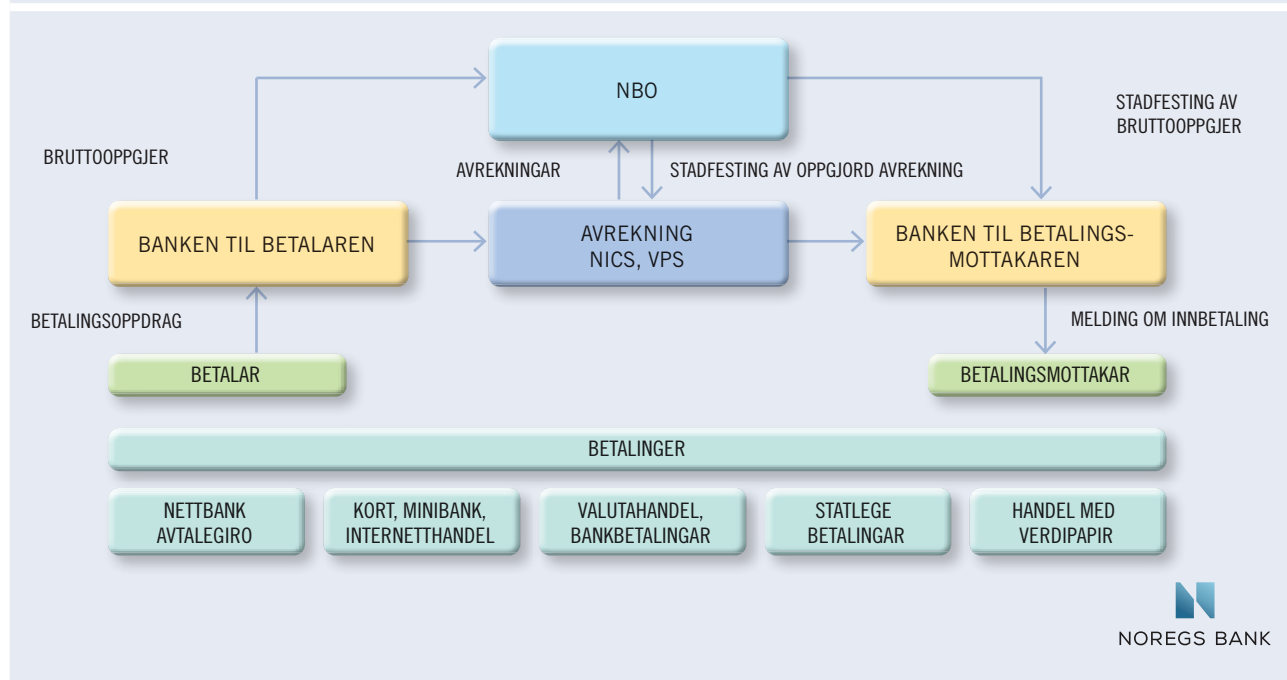 NBO
STADFESTING AV
BRUTTOOPPGJER
BRUTTOOPPGJER
AVREKNINGAR
STADFESTING AV OPPGJORD AVREKNING
BANKEN TIL BETALAREN
AVREKNING
NICS, VPS
BANKEN TIL BETALINGS-
MOTTAKAREN
BETALINGSOPPDRAG
MELDING OM INNBETALING
BETALAR
BETALINGSMOTTAKAR
BETALINGER
NETTBANK
AVTALEGIRO
KORT, MINIBANK,
INTERNETTHANDEL
VALUTAHANDEL,
BANKBETALINGAR
STATLEGE
BETALINGAR
HANDEL MED
VERDIPAPIR
NOREGS BANK